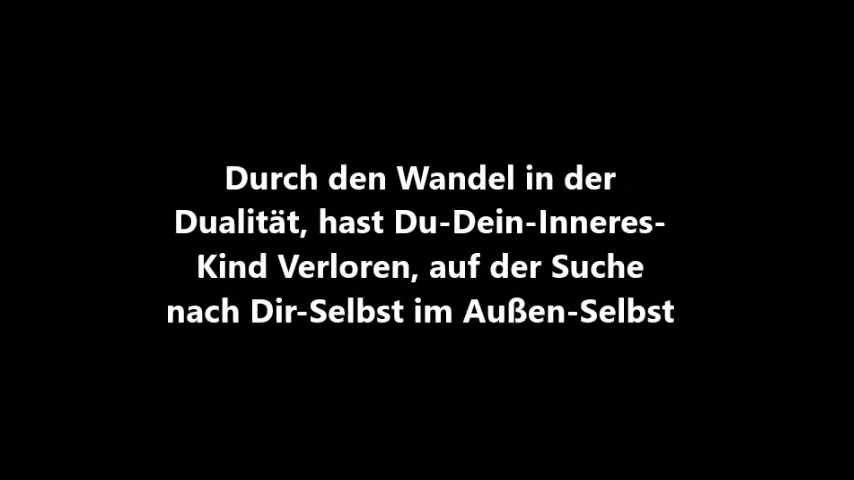 Durch den Wandel in der
Dualität, hast Du-Dein-Inneres-
Kind Verloren, auf der Suche
nach Dir-Selbst im Außen-Selbst